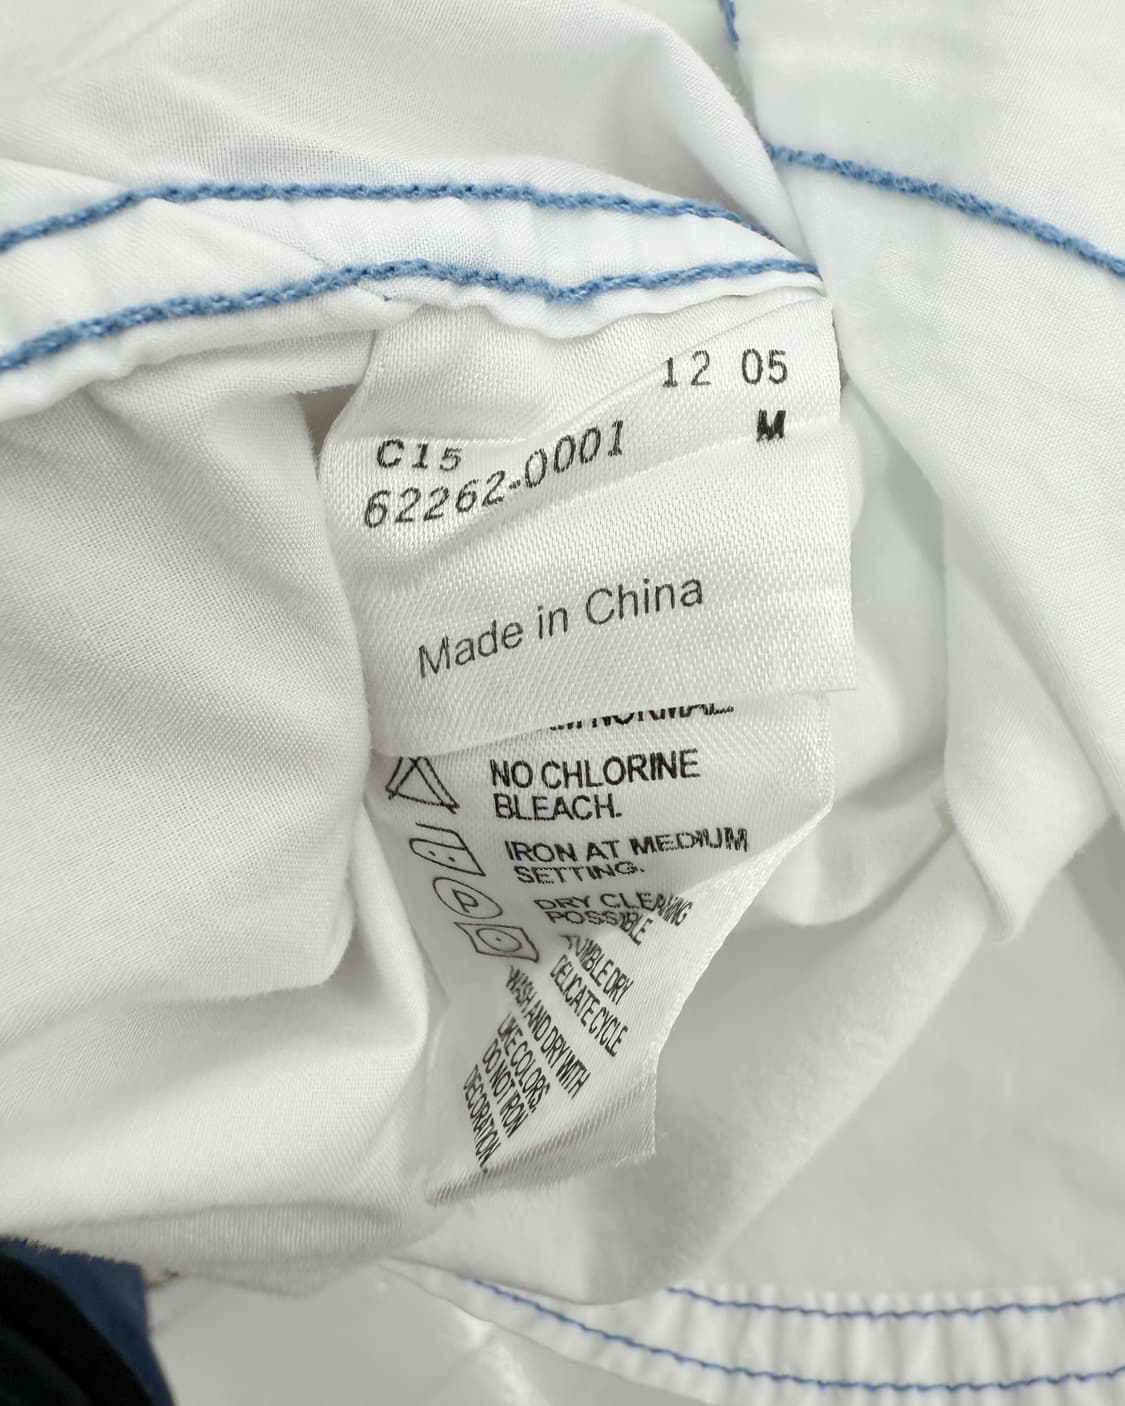 12 05
C15 M
62262-0001
Made in China
NORMAL
NO CHLORINE
BLEACH.
IRON AT MEDIUM
SETTING.
P
DRY CLEANING
POSSIBLE
TUMBLE DRY
DELICATE CYCLE
WASH AND DRY WITH
LIKE COLORS.
DO NOT IRON
DECORATION.